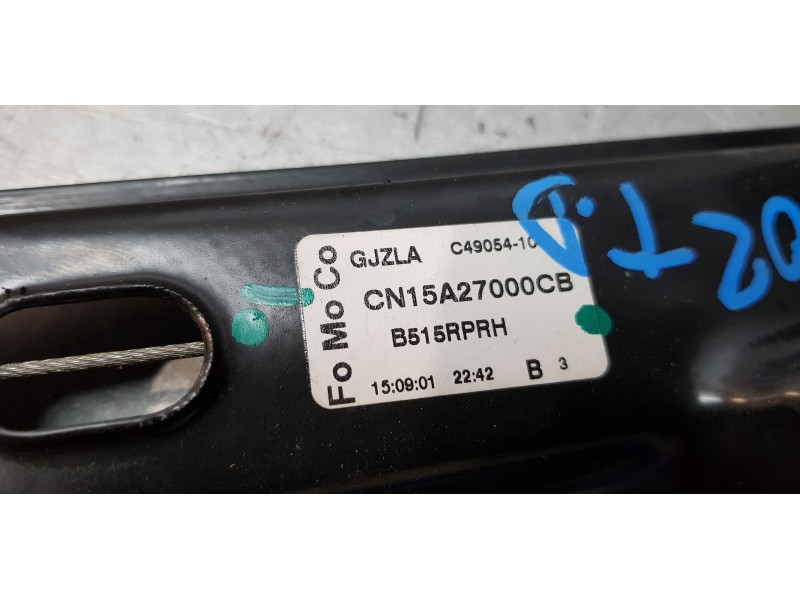 Fo Mo Co
GJZLA C49054-10
CN15A27000CB
B515RPRH
15:09:01 22:42 B 3